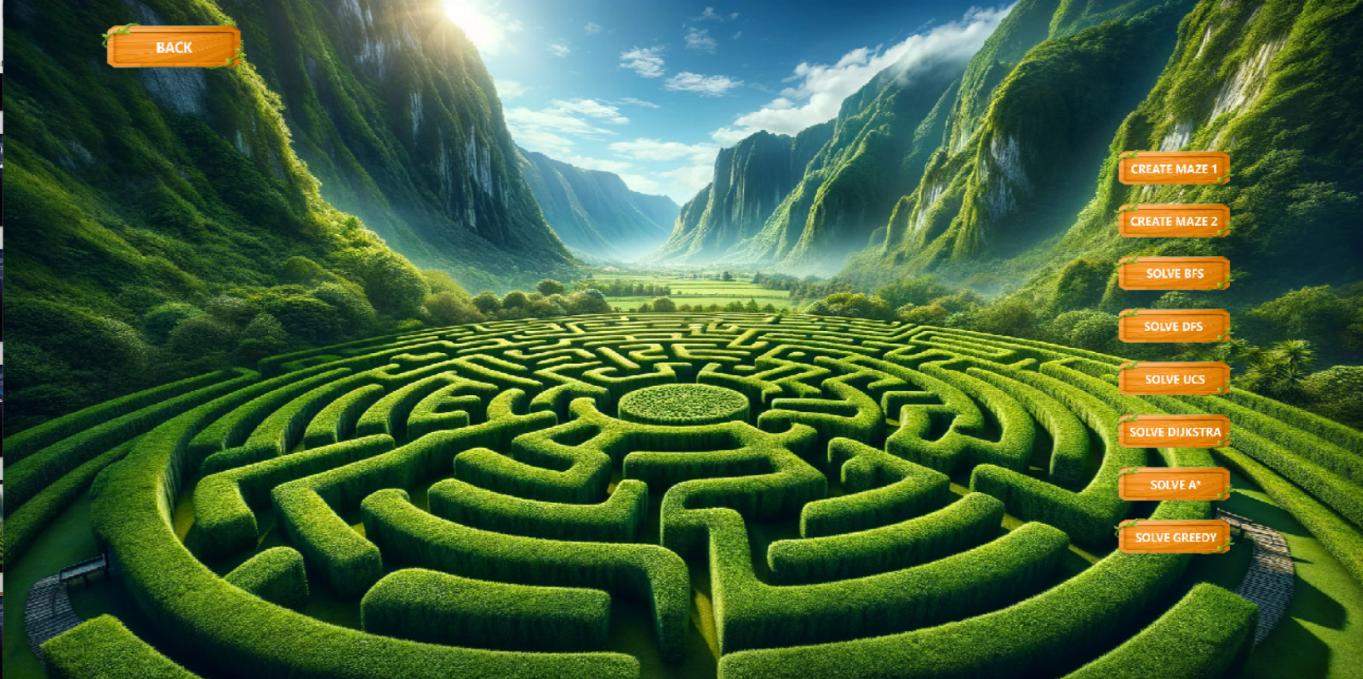 BACK
CREATE MAZE 1
CREATE MAZE 2
SOLVE BFS
SOLVE DFS
SOLVE UCS
SOLVE DIJKSTRA
SOLVE A*
SOLVE GREEDY